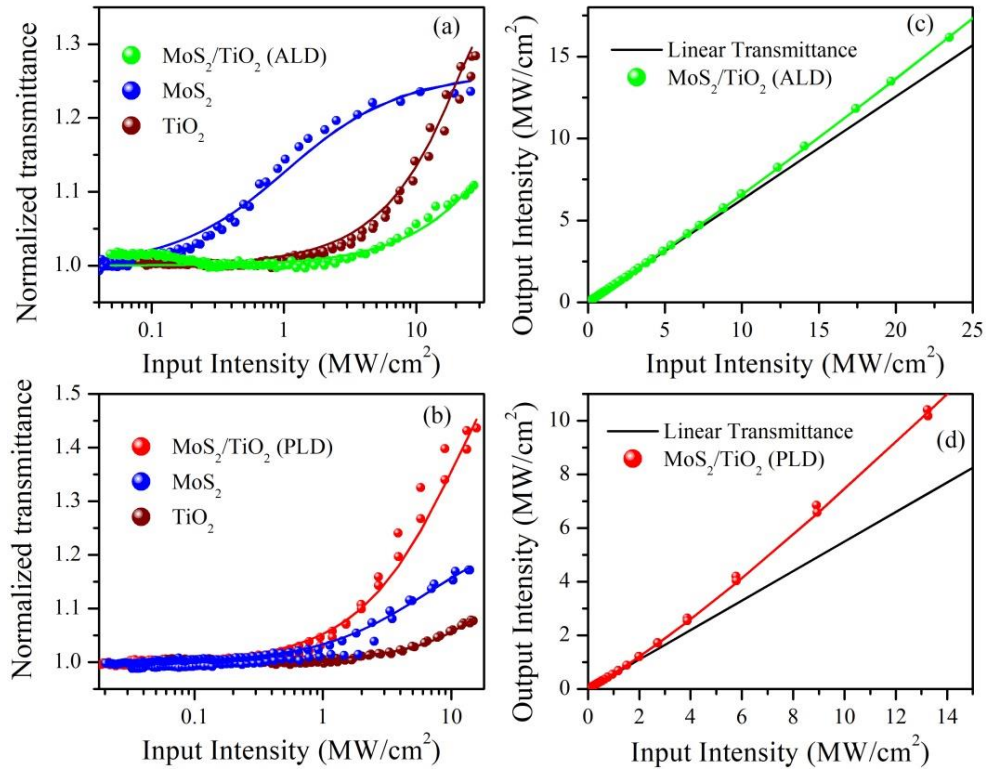 (a)
MoS₂/TiO₂ (ALD)
MoS₂
TiO₂
1.3
1.2
1.1
1.0
Normalized transmittance
0.1 1 10
Input Intensity (MW/cm²)
(c)
Linear Transmittance
MoS₂/TiO₂ (ALD)
15
10
5
0
Output Intensity (MW/cm²)
0 5 10 15 20 25
Input Intensity (MW/cm²)
(b)
MoS₂/TiO₂ (PLD)
MoS₂
TiO₂
1.5
1.4
1.3
1.2
1.1
1.0
Normalized transmittance
0.1 1 10
Input Intensity (MW/cm²)
Linear Transmittance
(d)
MoS₂/TiO₂ (PLD)
10
8
6
4
2
0
Output Intensity (MW/cm²)
0 2 4 6 8 10 12 14
Input Intensity (MW/cm²)